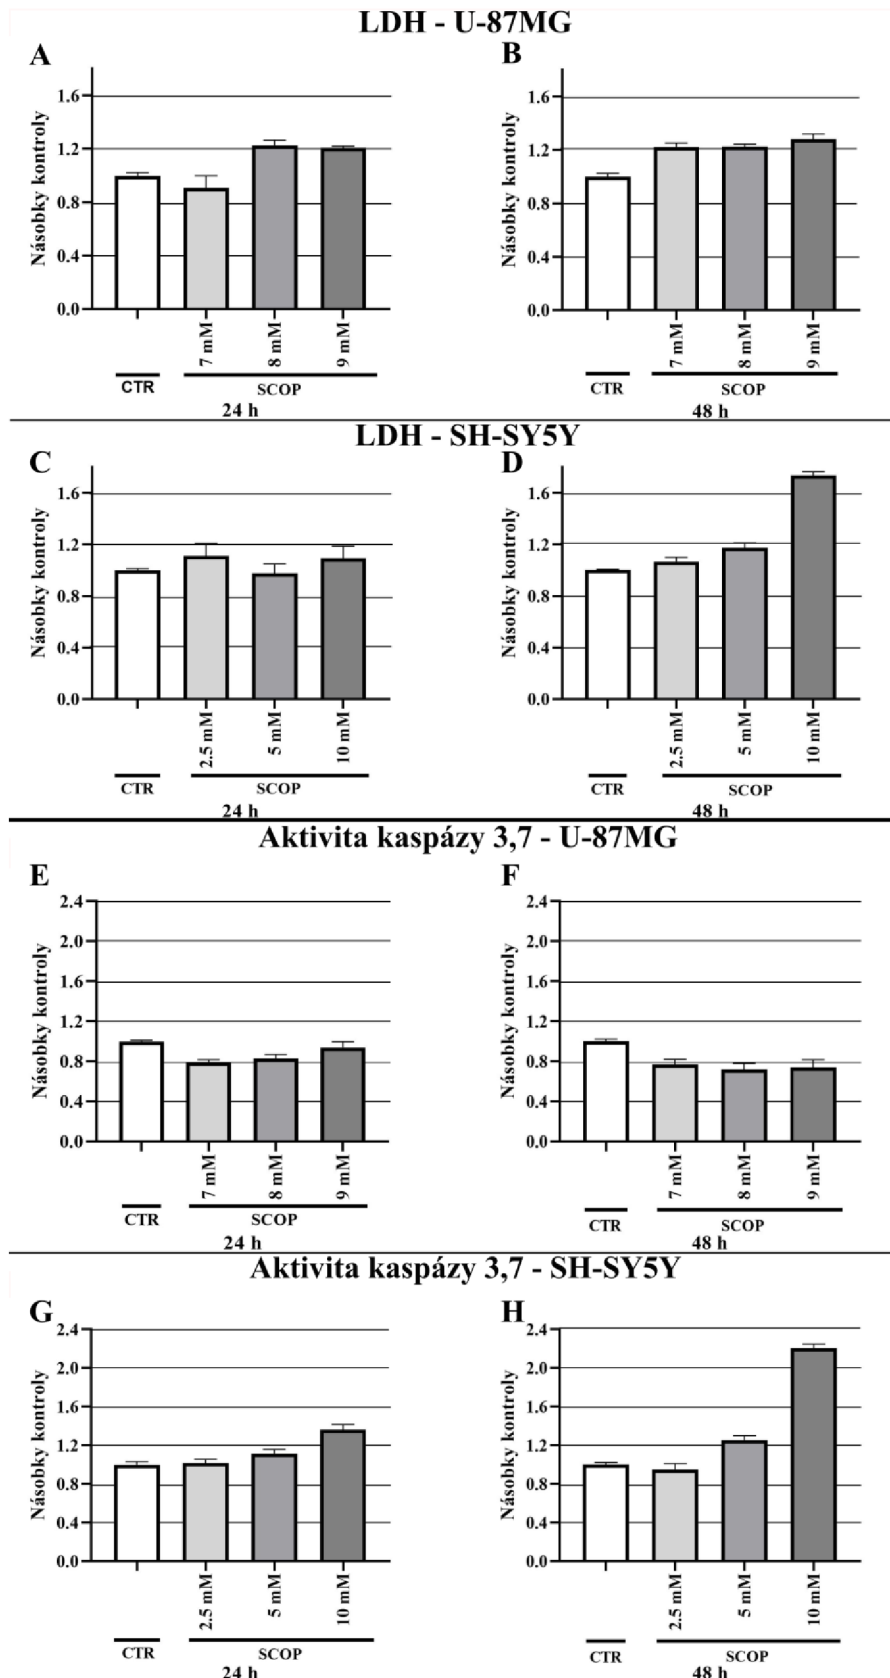 LDH - U-87MG
A
Násobky kontroly
1.6
1.2
0.8
0.4
0.0
7 mM
8 mM
9 mM
CTR
SCOP
24 h
B
Násobky kontroly
1.6
1.2
0.8
0.4
0.0
7 mM
8 mM
9 mM
CTR
SCOP
48 h
LDH - SH-SY5Y
C
Násobky kontroly
1.6
1.2
0.8
0.4
0.0
2.5 mM
5 mM
10 mM
CTR
SCOP
24 h
D
Násobky kontroly
1.6
1.2
0.8
0.4
0.0
2.5 mM
5 mM
10 mM
CTR
SCOP
48 h
Aktivita kaspázy 3,7 - U-87MG
E
Násobky kontroly
2.4
2.0
1.6
1.2
0.8
0.4
0.0
7 mM
8 mM
9 mM
CTR
SCOP
24 h
F
Násobky kontroly
2.4
2.0
1.6
1.2
0.8
0.4
0.0
7 mM
8 mM
9 mM
CTR
SCOP
48 h
Aktivita kaspázy 3,7 - SH-SY5Y
G
Násobky kontroly
2.4
2.0
1.6
1.2
0.8
0.4
0.0
2.5 mM
5 mM
10 mM
CTR
SCOP
24 h
H
Násobky kontroly
2.4
2.0
1.6
1.2
0.8
0.4
0.0
2.5 mM
5 mM
10 mM
CTR
SCOP
48 h